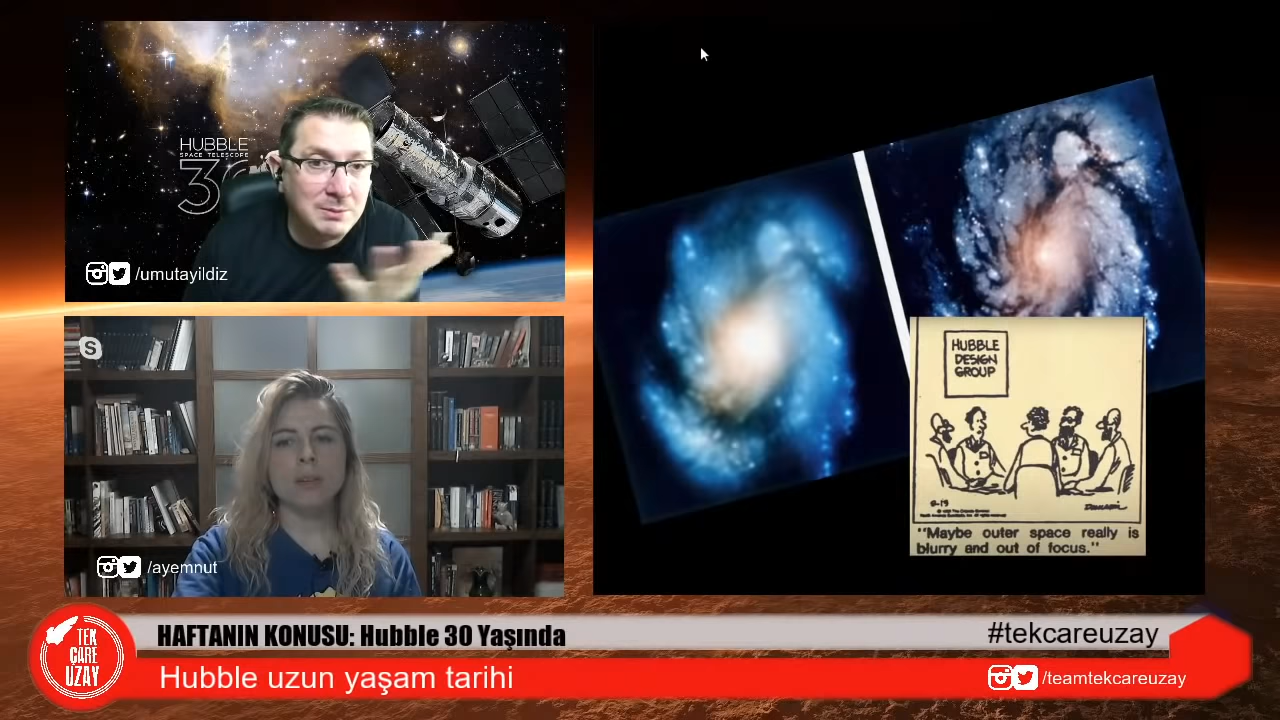 HUBBLE
SPACE TELESCOPE
30
/umutayildiz
S
/ayemnut
HUBBLE
DESIGN
GROUP
"Maybe outer space really is
blurry and out of focus."
TEK
ÇARE
UZAY
HAFTANIN KONUSU: Hubble 30 Yaşında
#tekcareuzay
Hubble uzun yaşam tarihi
/teamtekcareuzay